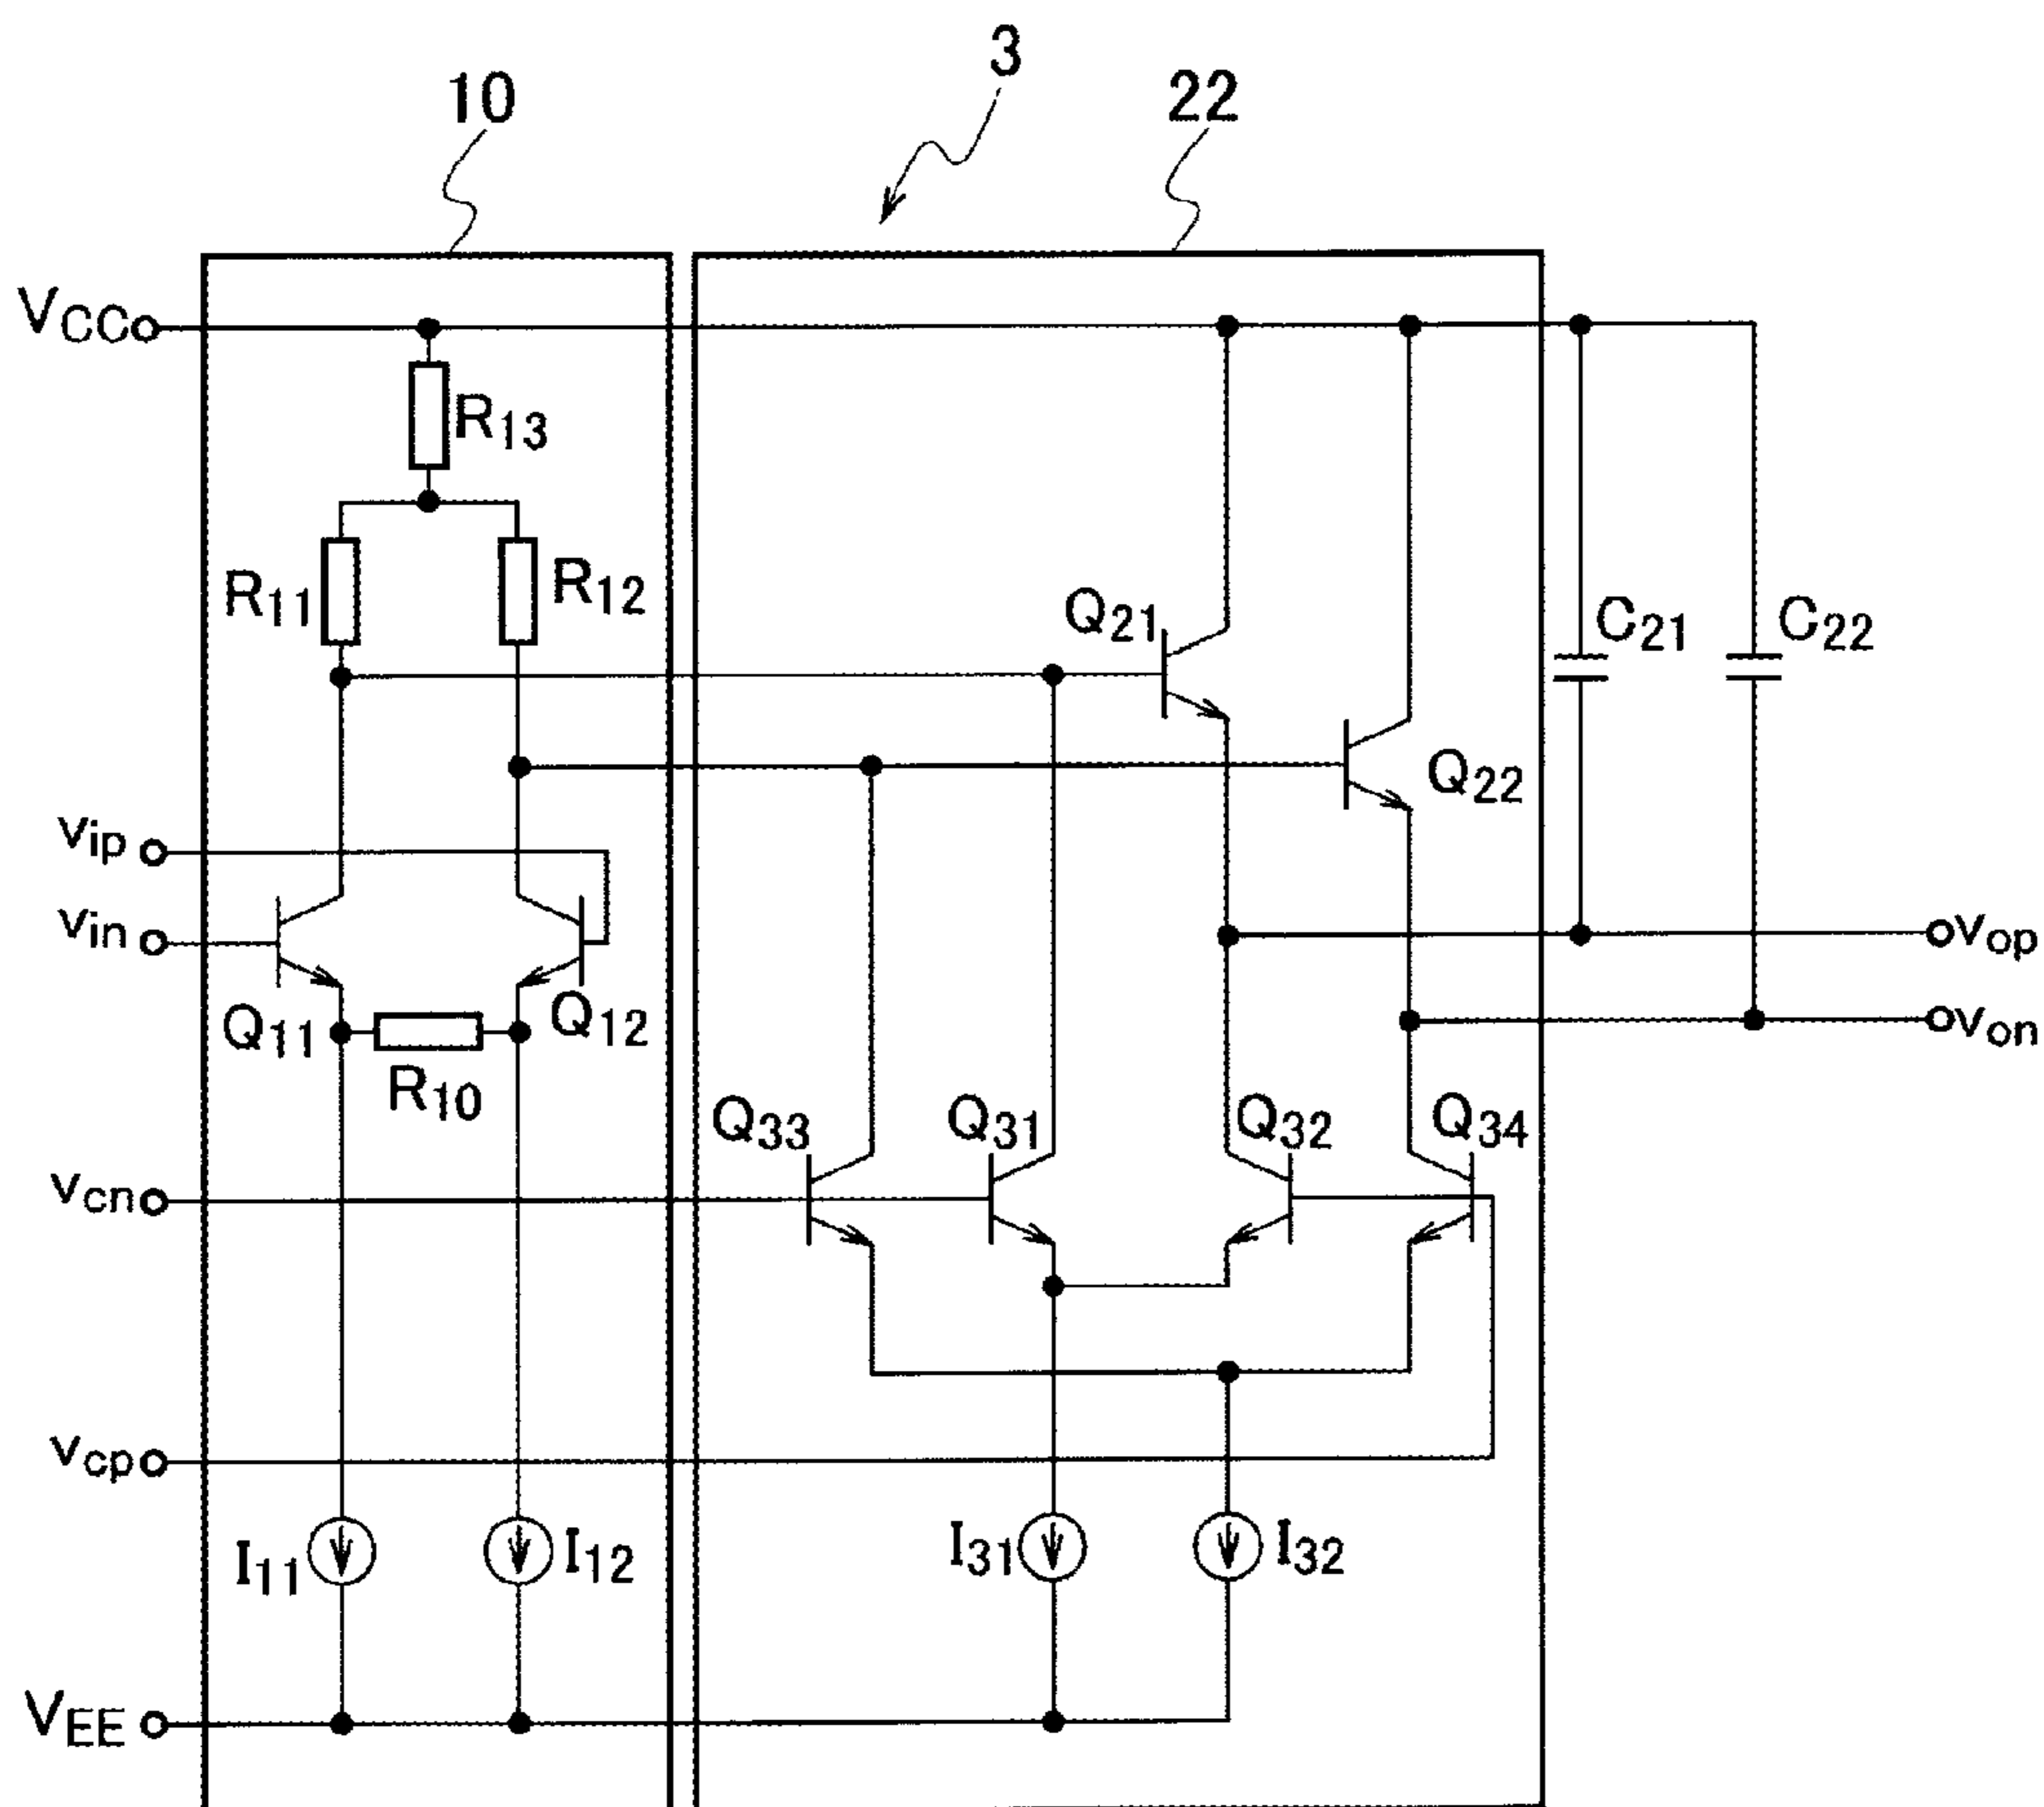 3
10
22
VCC
R13
R11
R12
Q21
C21
C22
Q22
vip
vin
vop
von
Q11
Q12
R10
Q33
Q31
Q32
Q34
vcn
vcp
I11
I12
I31
I32
VEE